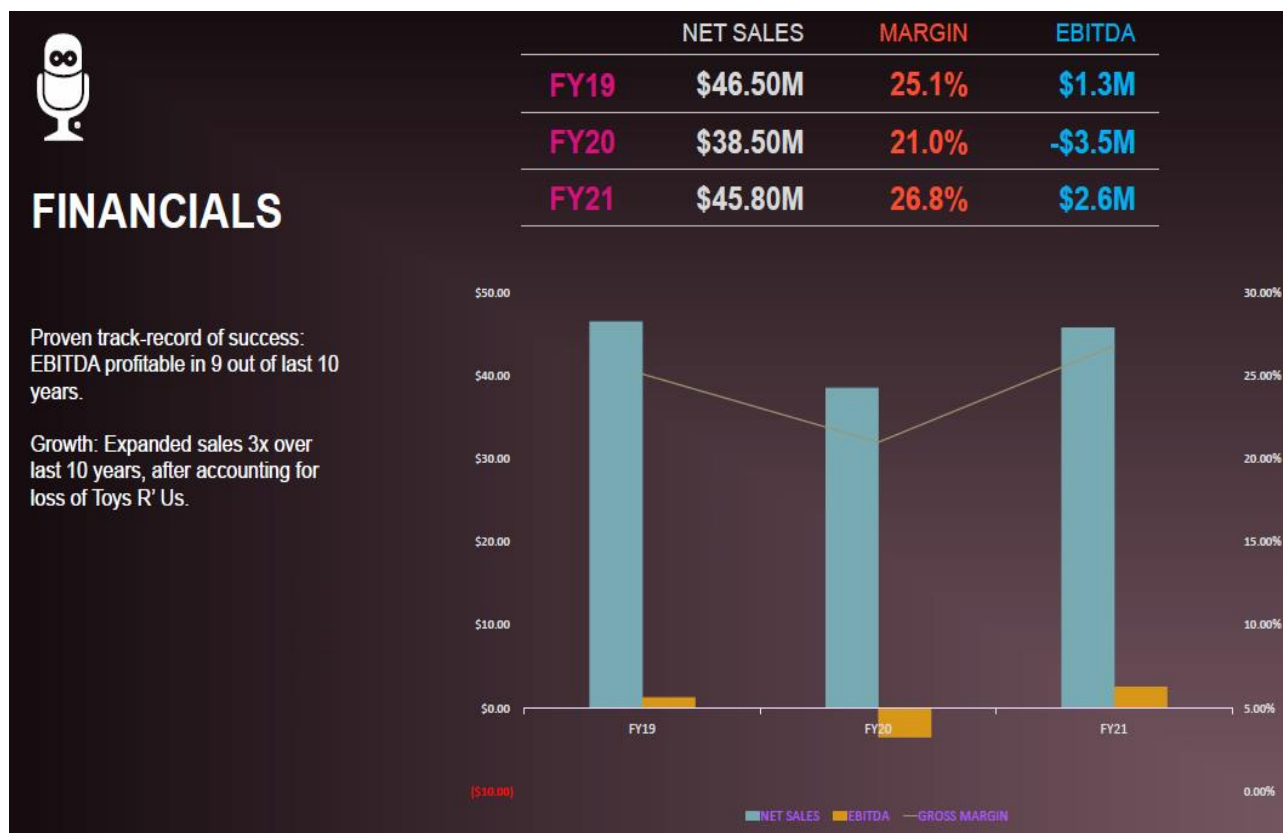 NET SALES MARGIN EBITDA
FY19 $46.50M 25.1% $1.3M
FY20 $38.50M 21.0% -$3.5M
FY21 $45.80M 26.8% $2.6M
FINANCIALS
Proven track-record of success:
EBITDA profitable in 9 out of last 10
years.
Growth: Expanded sales 3x over
last 10 years, after accounting for
loss of Toys R' Us.
$50.00 30.00%
$40.00 25.00%
$30.00 20.00%
$20.00 15.00%
$10.00 10.00%
$0.00 5.00%
FY19 FY20 FY21
($10.00) 0.00%
NET SALES EBITDA GROSS MARGIN